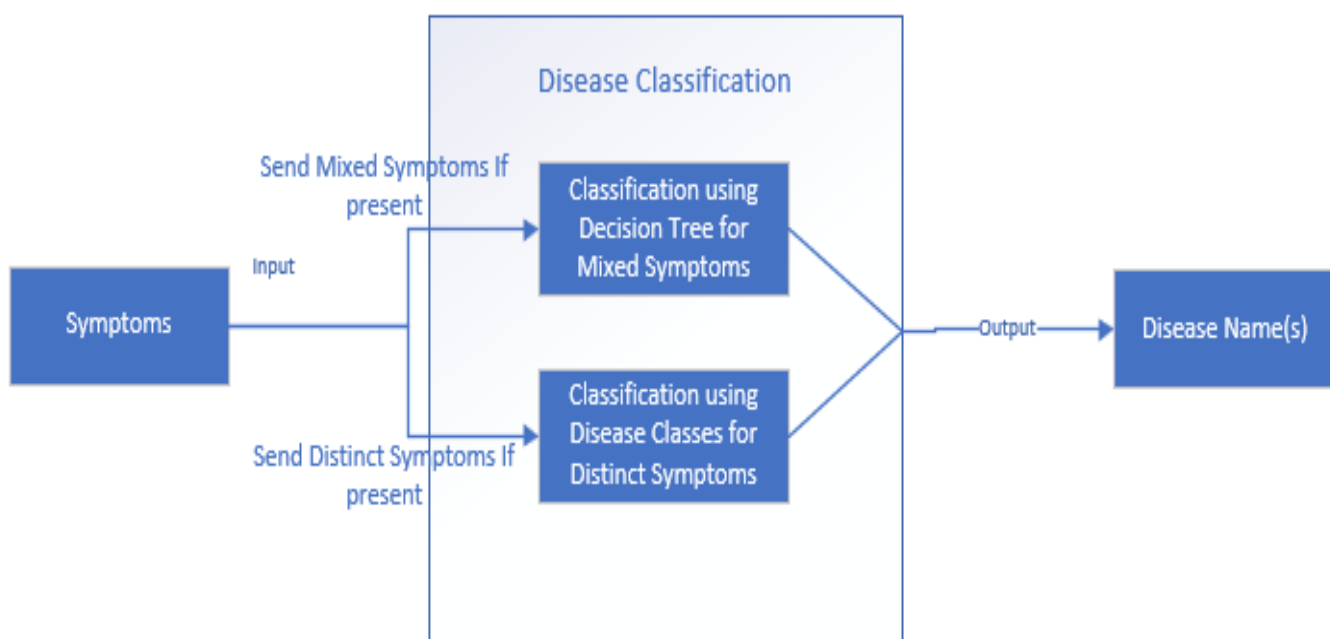 Disease Classification
Send Mixed Symptoms If
present
Classification using
Decision Tree for
Mixed Symptoms
Input
Symptoms
Output
Disease Name(s)
Classification using
Disease Classes for
Distinct Symptoms
Send Distinct Symptoms If
present